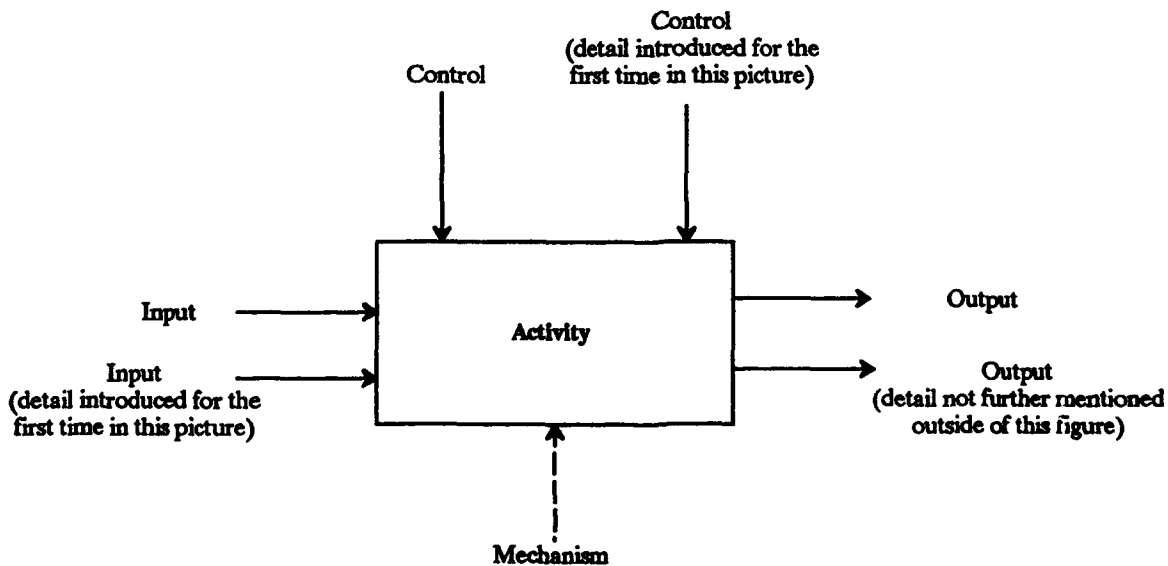 Control
(detail introduced for the
first time in this picture)
Control
Input
Activity
Output
Input
(detail introduced for the
first time in this picture)
Output
(detail not further mentioned
outside of this figure)
Mechanism